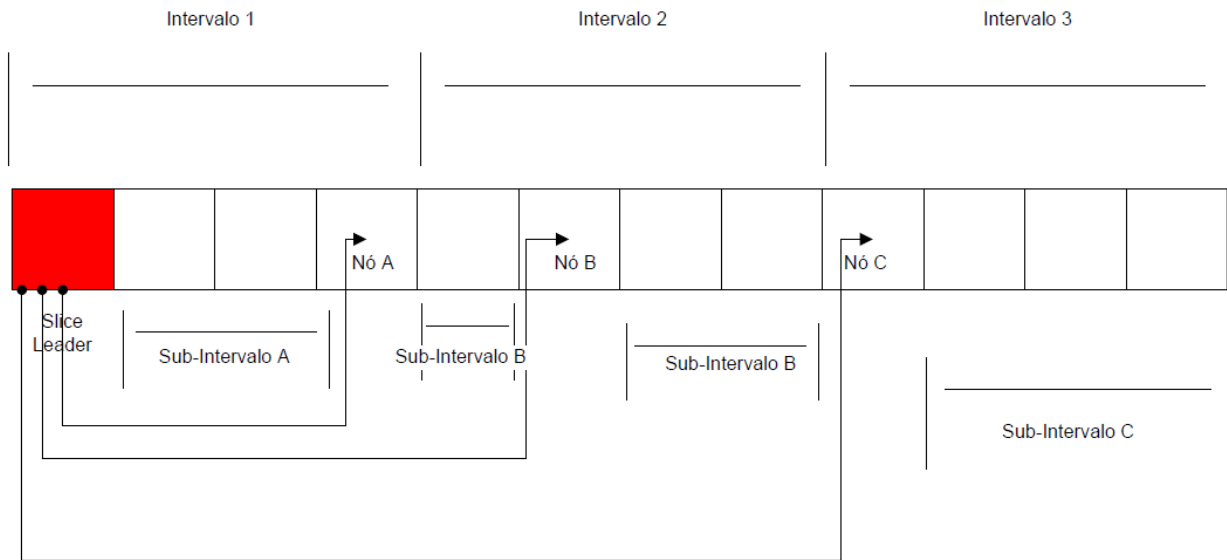 Intervalo 1
Intervalo 2
Intervalo 3
Nó A
Nó B
Nó C
Slice
Leader
Sub-Intervalo A
Sub-Intervalo B
Sub-Intervalo B
Sub-Intervalo C